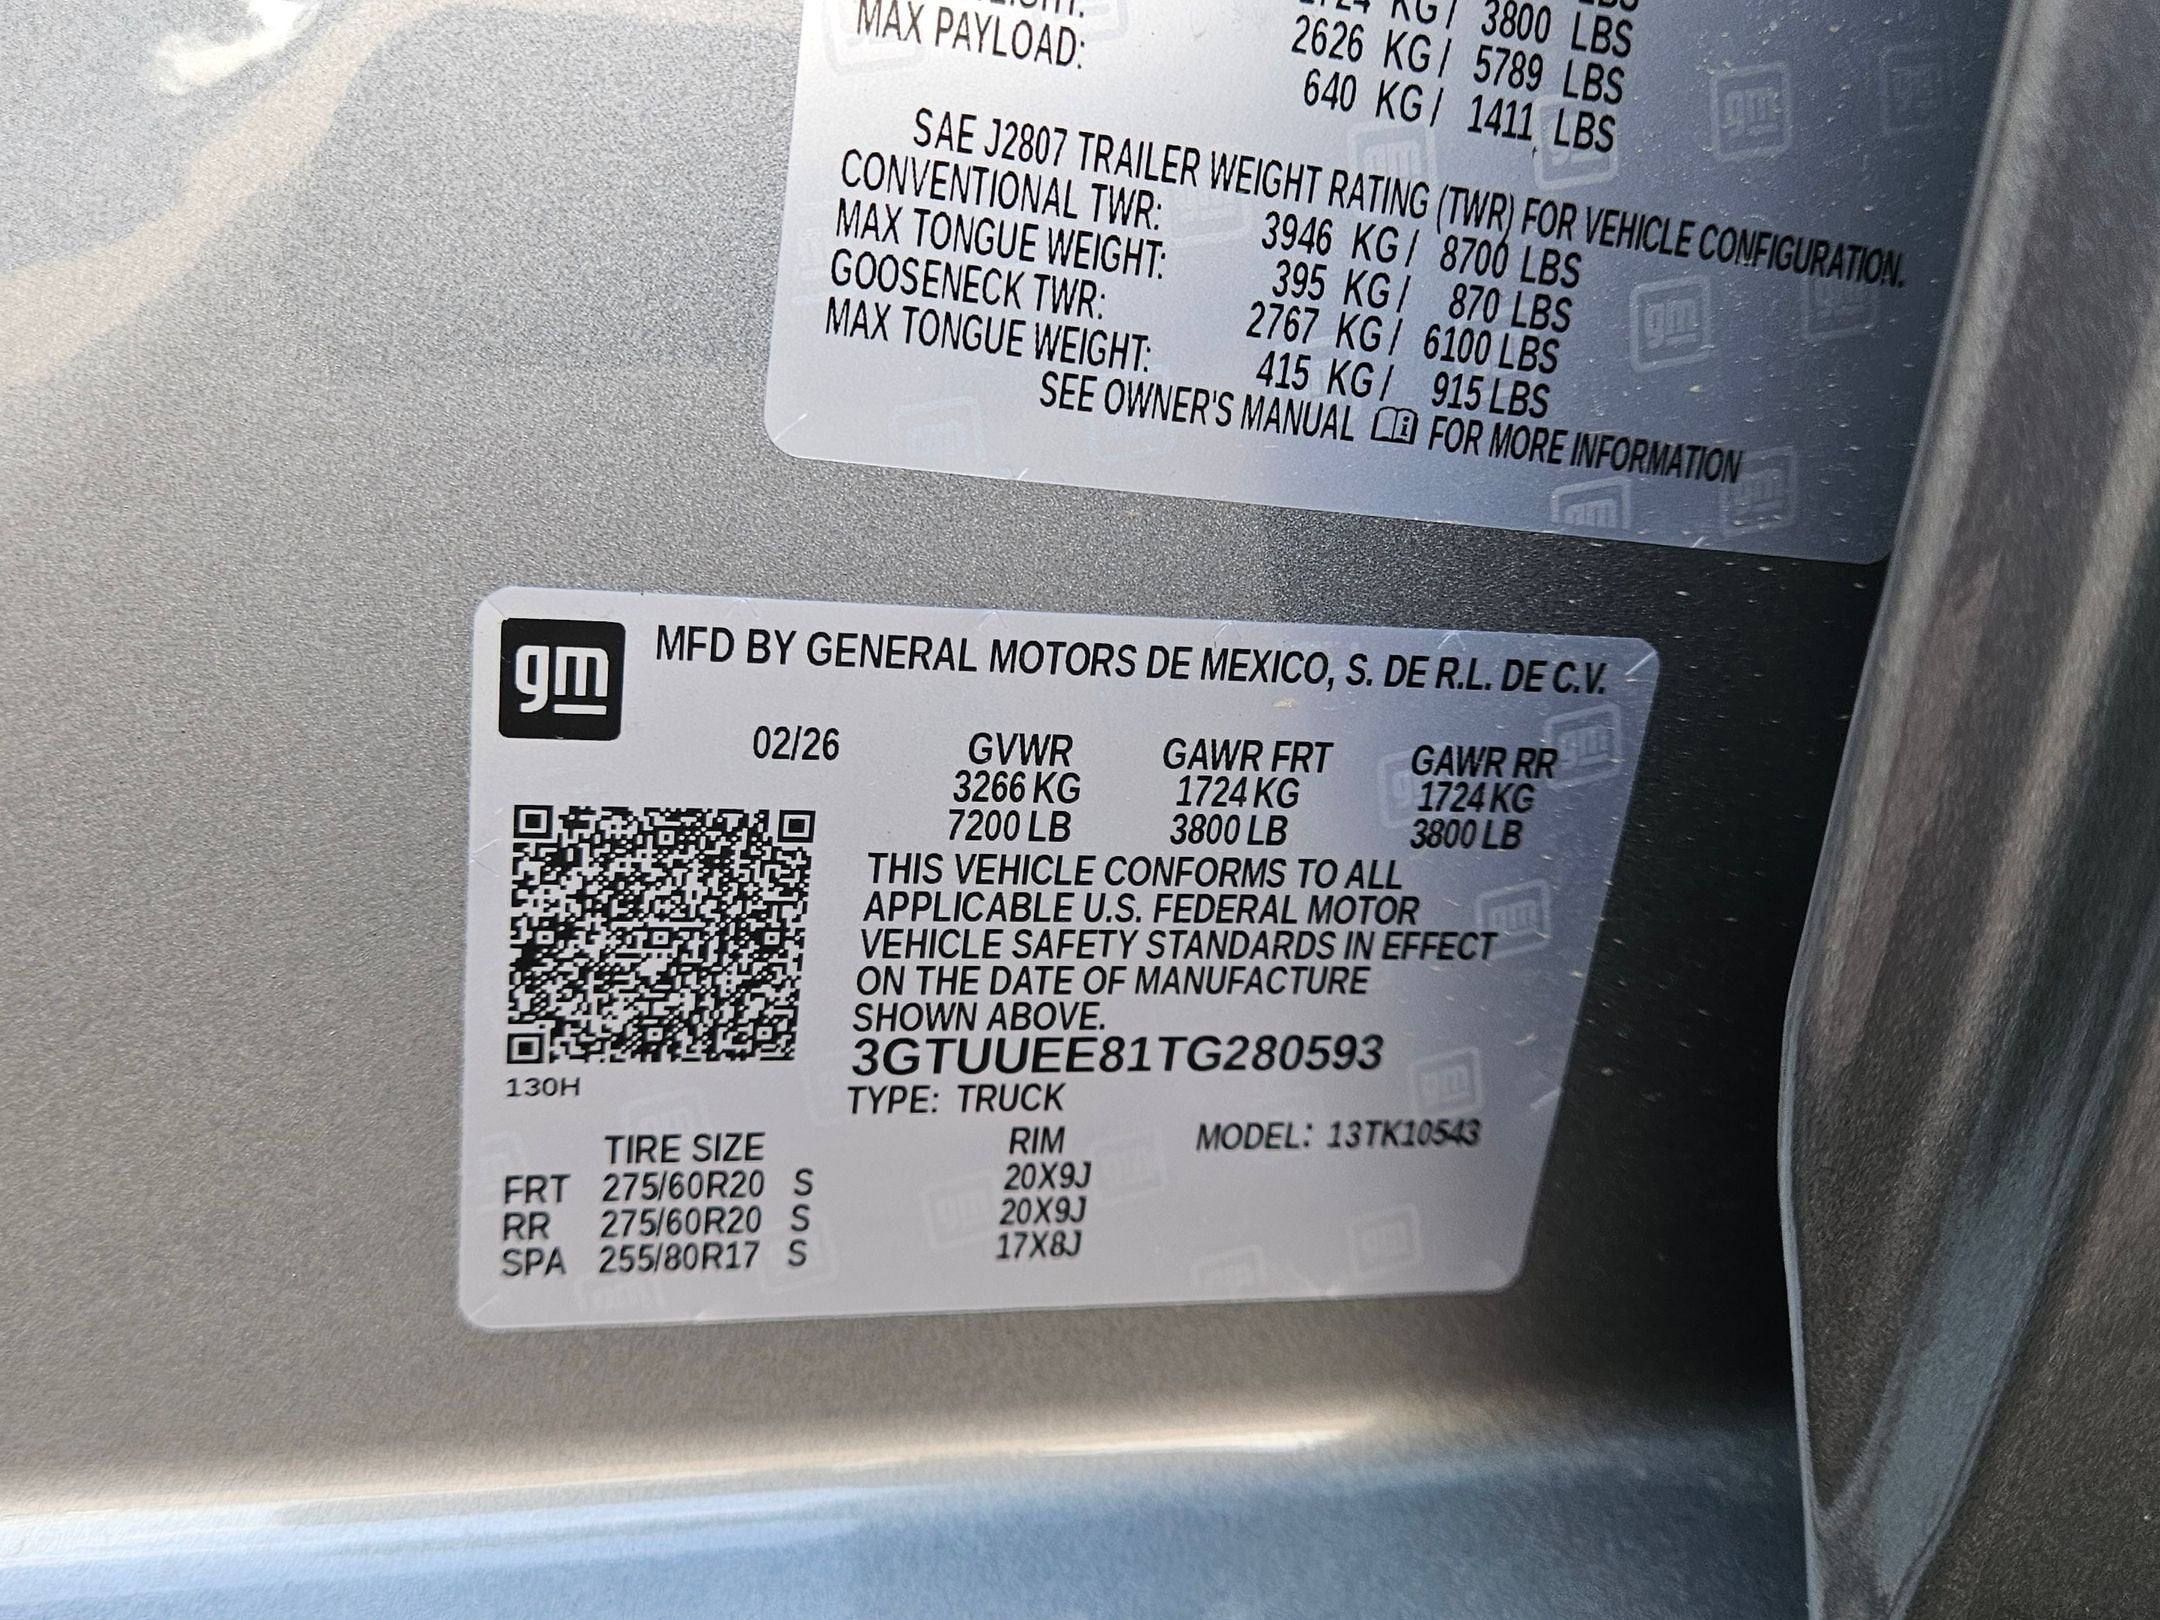 3800 LBS
2626 KG/ 5789 LBS
MAX PAYLOAD: 640 KG/ 1411 LBS
SAE J2807 TRAILER WEIGHT RATING (TWR) FOR VEHICLE CONFIGURATION.
CONVENTIONAL TWR: 3946 KG/ 8700 LBS
MAX TONGUE WEIGHT: 395 KG/ 870 LBS
GOOSENECK TWR: 2767 KG/ 6100 LBS
MAX TONGUE WEIGHT: 415 KG/ 915 LBS
SEE OWNER'S MANUAL FOR MORE INFORMATION
gm MFD BY GENERAL MOTORS DE MEXICO, S. DE R.L. DE C.V.
02/26 GVWR GAWR FRT GAWR RR
3266 KG 1724 KG 1724 KG
7200 LB 3800 LB 3800 LB
THIS VEHICLE CONFORMS TO ALL
APPLICABLE U.S. FEDERAL MOTOR
VEHICLE SAFETY STANDARDS IN EFFECT
ON THE DATE OF MANUFACTURE
SHOWN ABOVE.
3GTUUEE81TG280593
130H
TYPE: TRUCK
TIRE SIZE RIM MODEL: 13TK10543
FRT 275/60R20 S 20X9J
RR 275/60R20 S 20X9J
SPA 255/80R17 S 17X8J